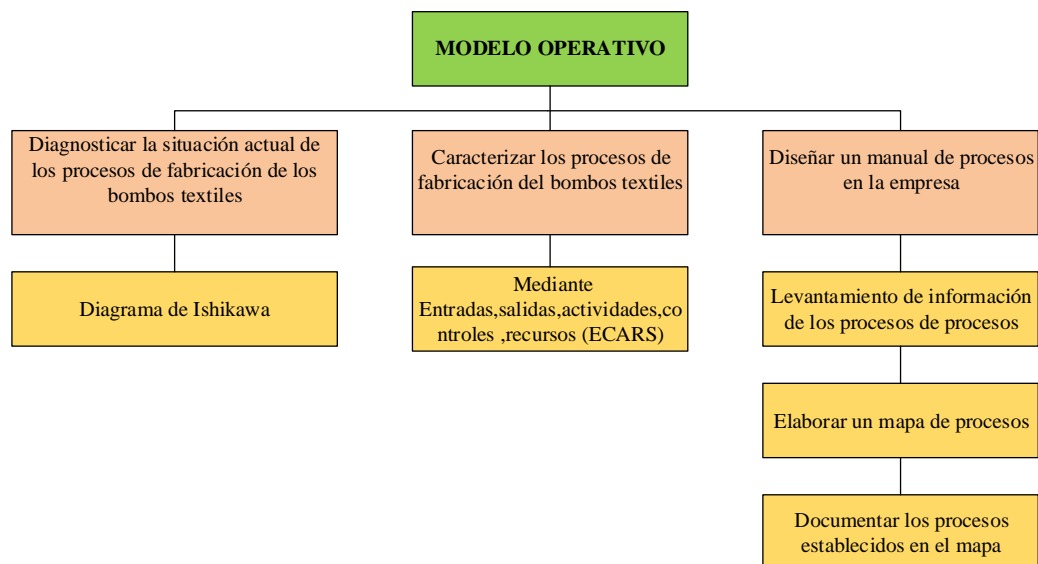 MODELO OPERATIVO
Diagnosticar la situación actual de
los procesos de fabricación de los
bombos textiles
Caracterizar los procesos de
fabricación del bombos textiles
Diseñar un manual de procesos
en la empresa
Diagrama de Ishikawa
Mediante
Entradas,salidas,actividades,co
ntroles ,recursos (ECARS)
Levantamiento de información
de los procesos de procesos
Elaborar un mapa de procesos
Documentar los procesos
establecidos en el mapa